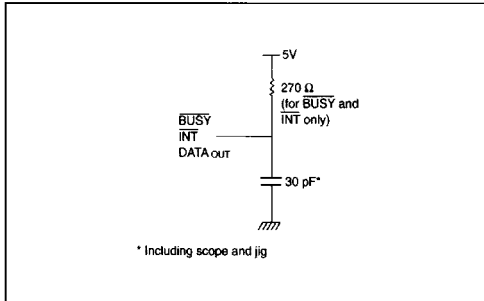 5V
270 Ω
(for BUSY and
INT only)
BUSY
INT
DATA OUT
30 pF*
* Including scope and jig